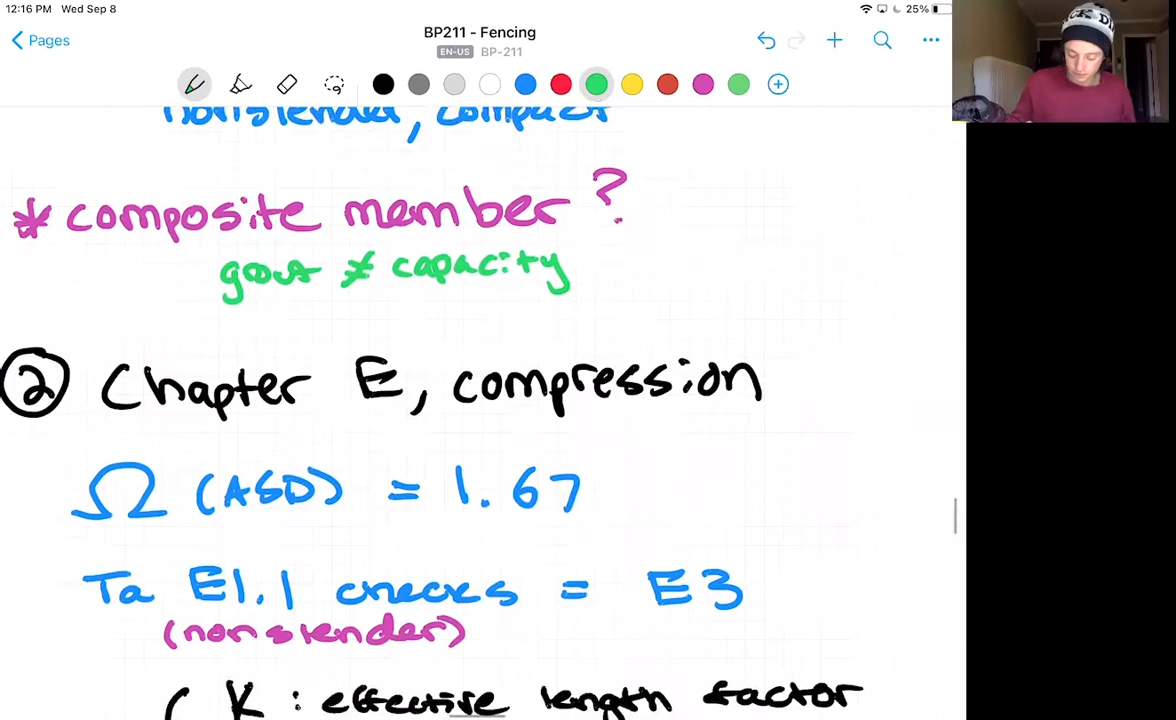 12:16 PM Wed Sep 8
25%
Pages
BP211 - Fencing
EN-US BP-211
nonslender, compact
* composite member ?
grout ≠ capacity
② Chapter E, compression
Ω (ASD) = 1.67
Ta E1.1 checks = E3
(nonslender)
( K : effective length factor